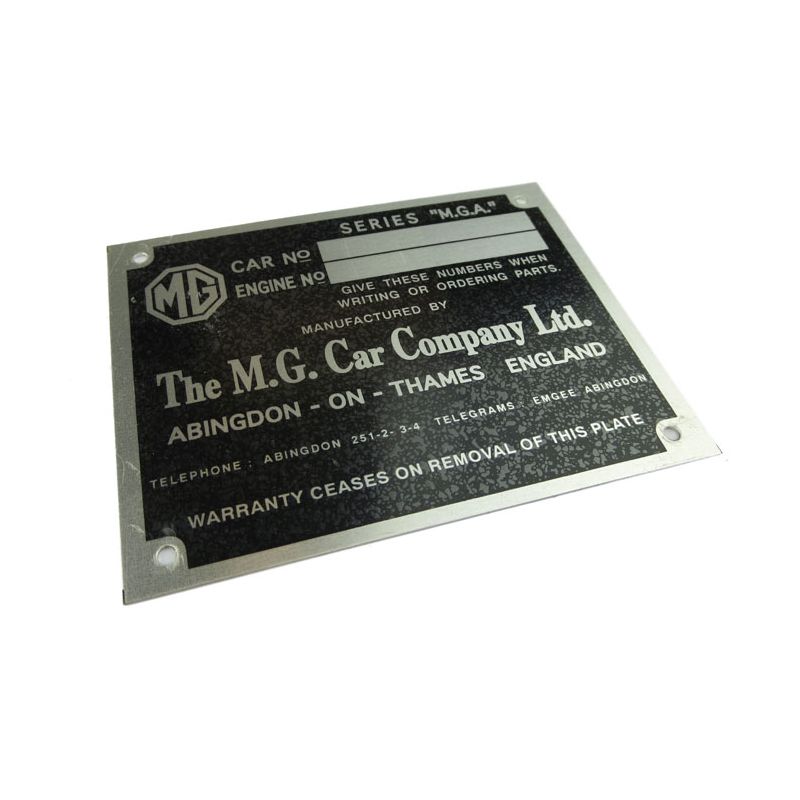 SERIES "M.G.A."
MG
CAR No
ENGINE No
GIVE THESE NUMBERS WHEN
WRITING OR ORDERING PARTS.
MANUFACTURED BY
The M.G. Car Company Ltd.
ABINGDON - ON - THAMES ENGLAND
TELEPHONE : ABINGDON 251-2-3-4 TELEGRAMS : EMGEE ABINGDON
WARRANTY CEASES ON REMOVAL OF THIS PLATE